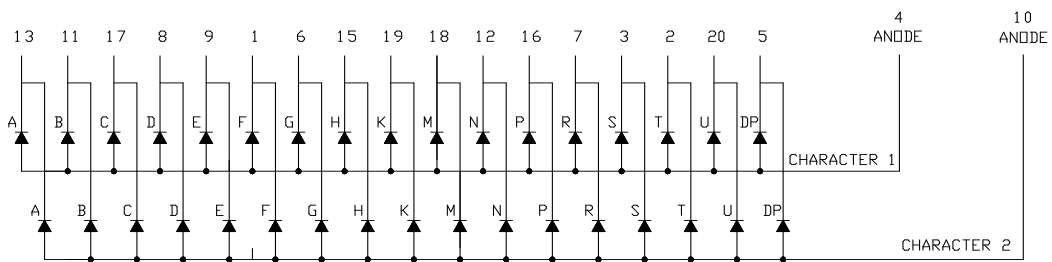 4 10
ANODE ANODE
13 11 17 8 9 1 6 15 19 18 12 16 7 3 2 20 5
A B C D E F G H K M N P R S T U DP
CHARACTER 1
A B C D E F G H K M N P R S T U DP
CHARACTER 2